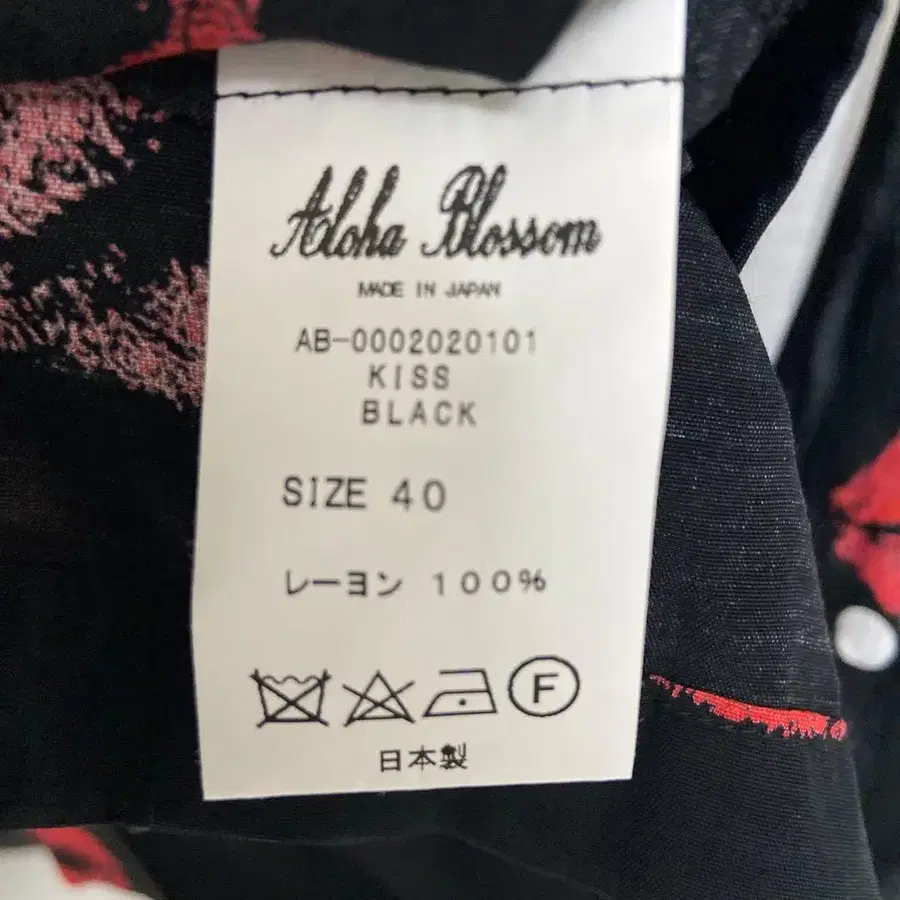 Aloha Blossom
MADE IN JAPAN
AB-0002020101
KISS
BLACK
SIZE 40
レーヨン 100%
F
日本製